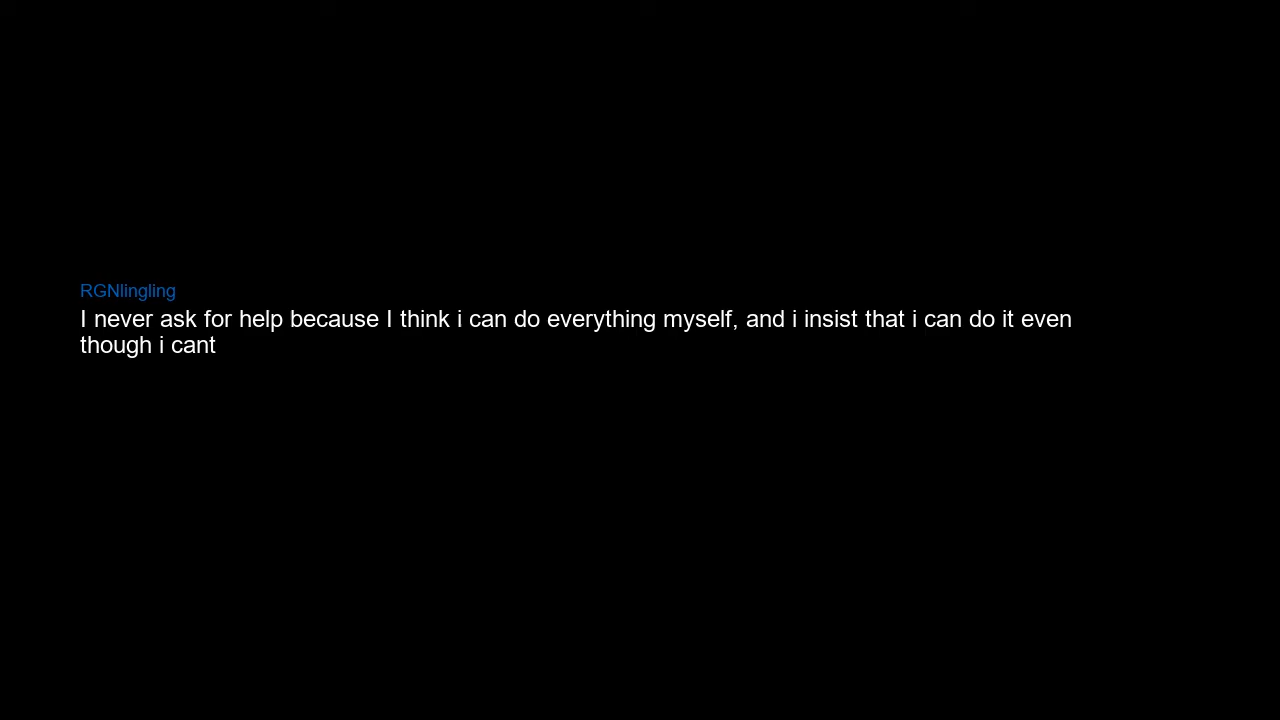 RGNlingling
I never ask for help because I think i can do everything myself, and i insist that i can do it even
though i cant